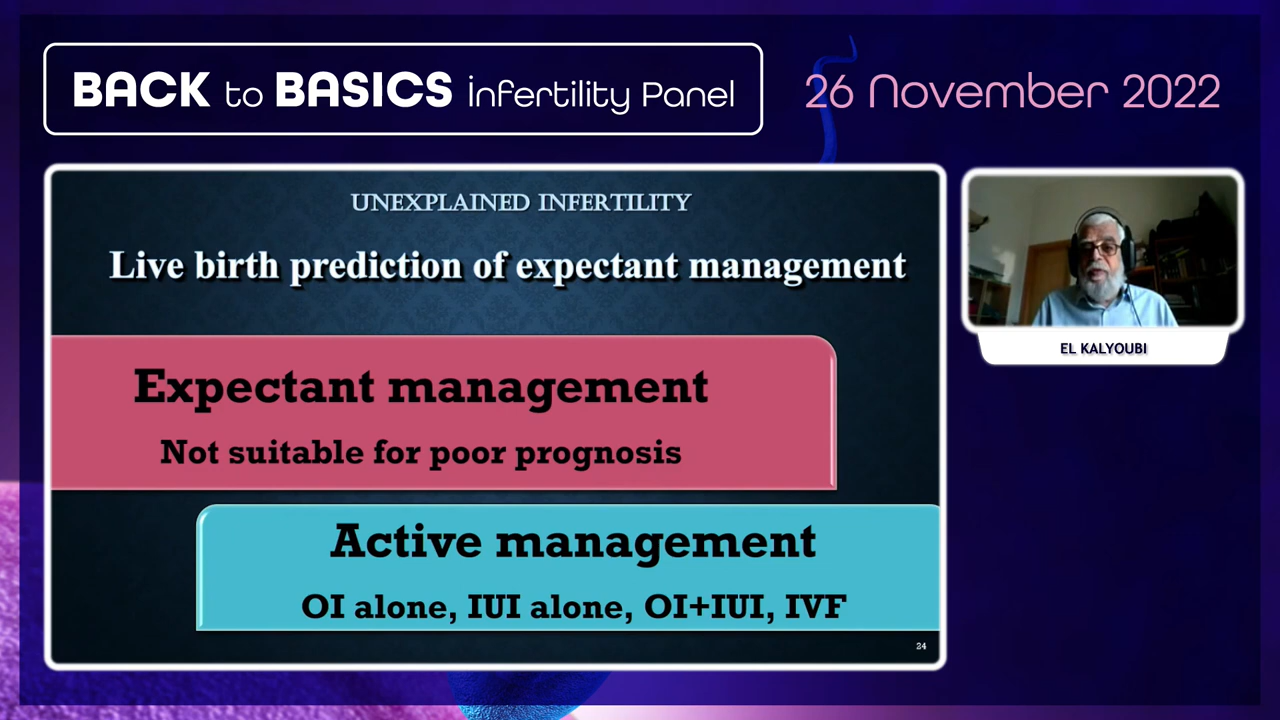 BACK to BASICS infertility Panel
26 November 2022
UNEXPLAINED INFERTILITY
Live birth prediction of expectant management
Expectant management
Not suitable for poor prognosis
Active management
OI alone, IUI alone, OI+IUI, IVF
24
EL KALYOUBI